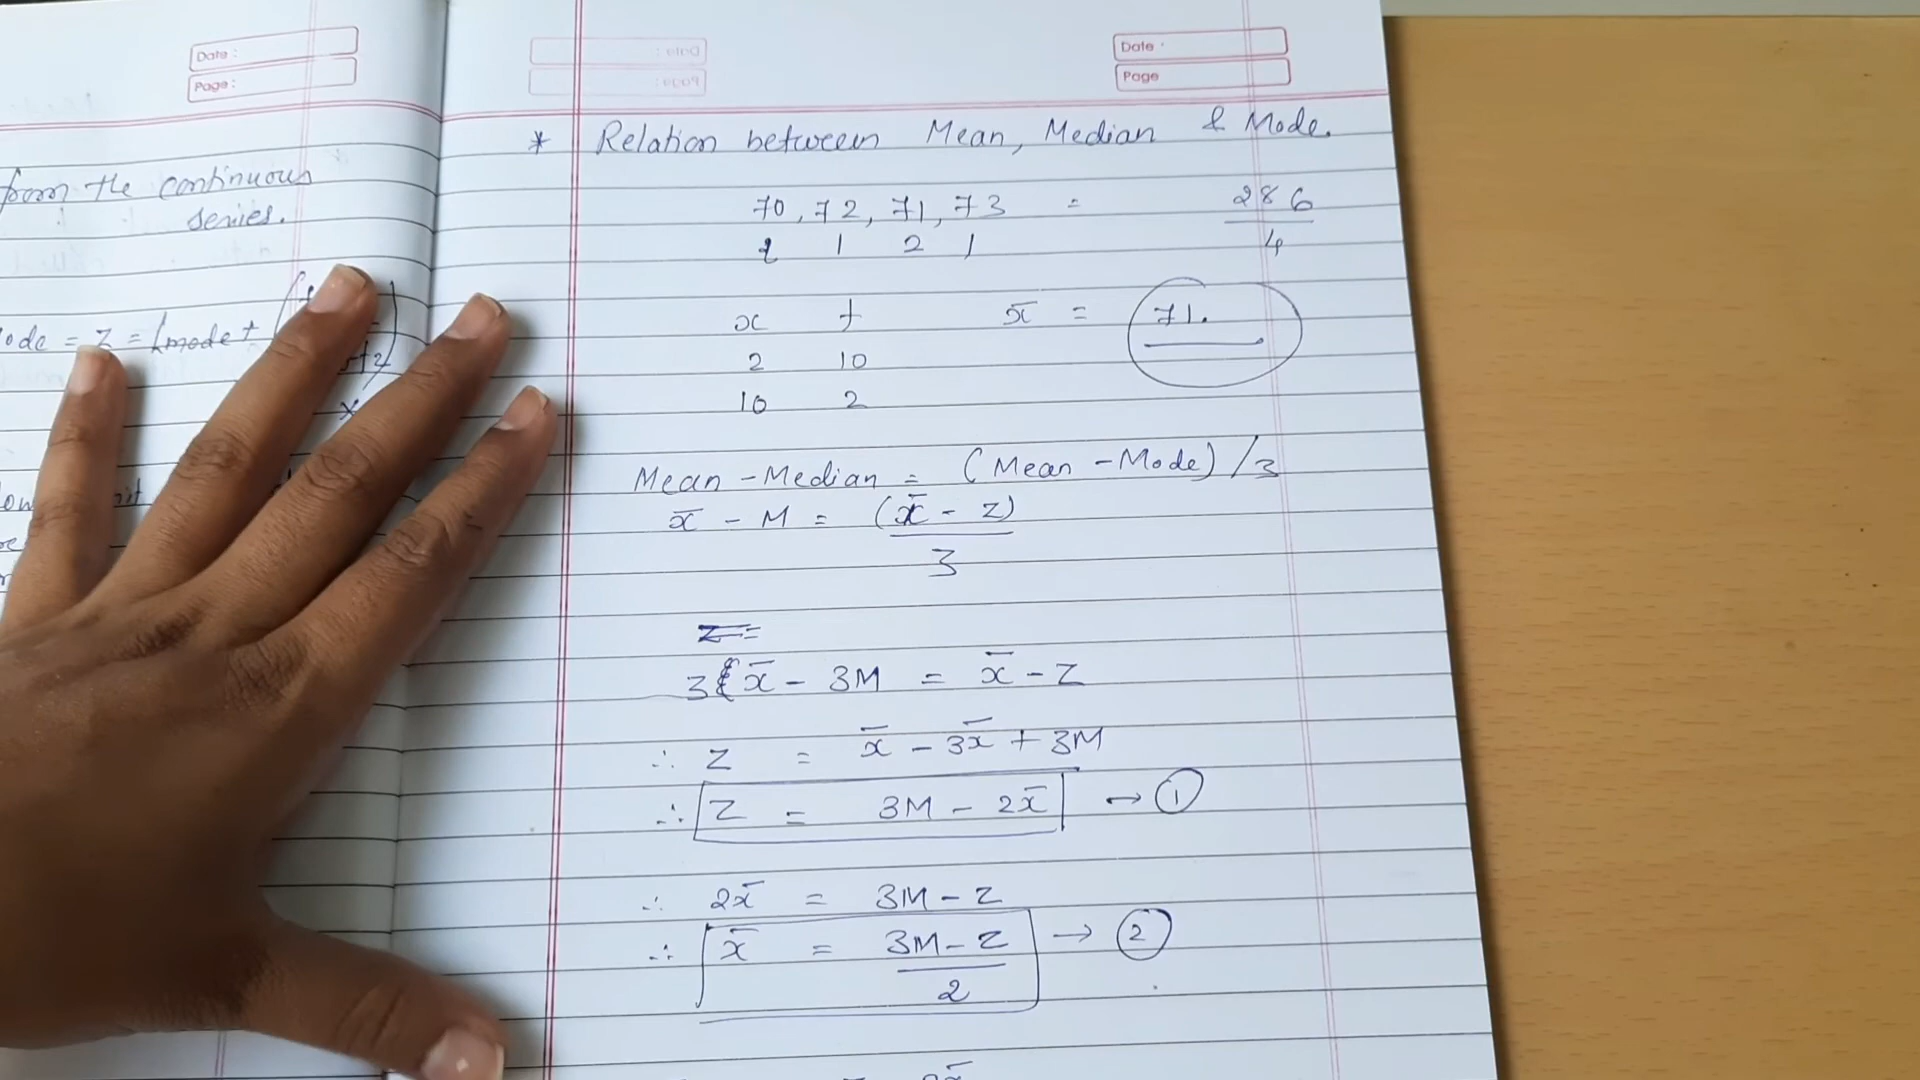 Date :
Page :
from the continuous
series.
mode = Z = Lmode +
Date ·
Page
* Relation between Mean, Median & Mode.
70, 72, 71, 73 = 286
4
1 2 1
x f x̄ = 71.
2 10
10 2
Mean - Median = (Mean - Mode) / 3
x̄ - M = (x̄ - Z)
3
Z =
3x̄ - 3M = x̄ - Z
∴ Z = x̄ - 3x̄ + 3M
∴ Z = 3M - 2x̄ → 1
∴ 2x̄ = 3M - Z
∴ x̄ = 3M - Z → 2
2